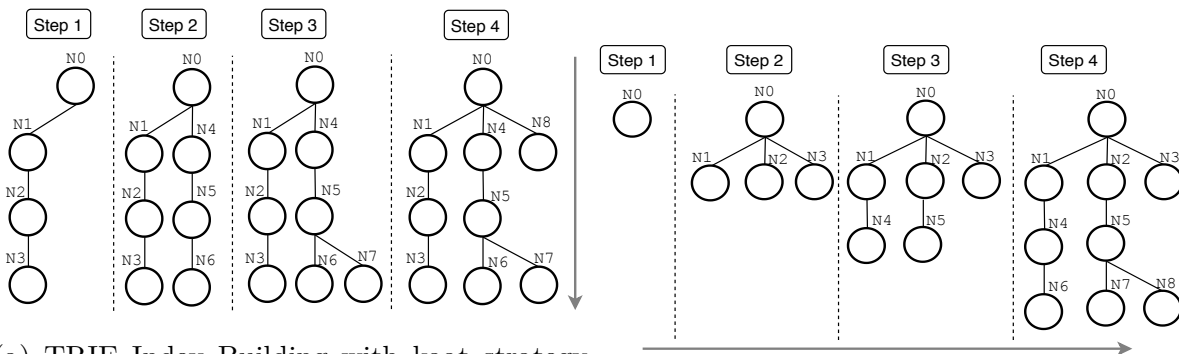 Step 1 Step 2 Step 3 Step 4
N0 N0 N0 N0
N1 N1 N4 N1 N4 N1 N4 N8
N2 N2 N5 N2 N5 N2 N5
N3 N3 N6 N3 N6 N7 N3 N6 N7
Step 1 Step 2 Step 3 Step 4
N0 N0 N0 N0
N1 N2 N3 N1 N2 N3 N1 N2 N3
N4 N5 N4 N5
N6 N7 N8
(a) TRIE Index Building with keat strategy